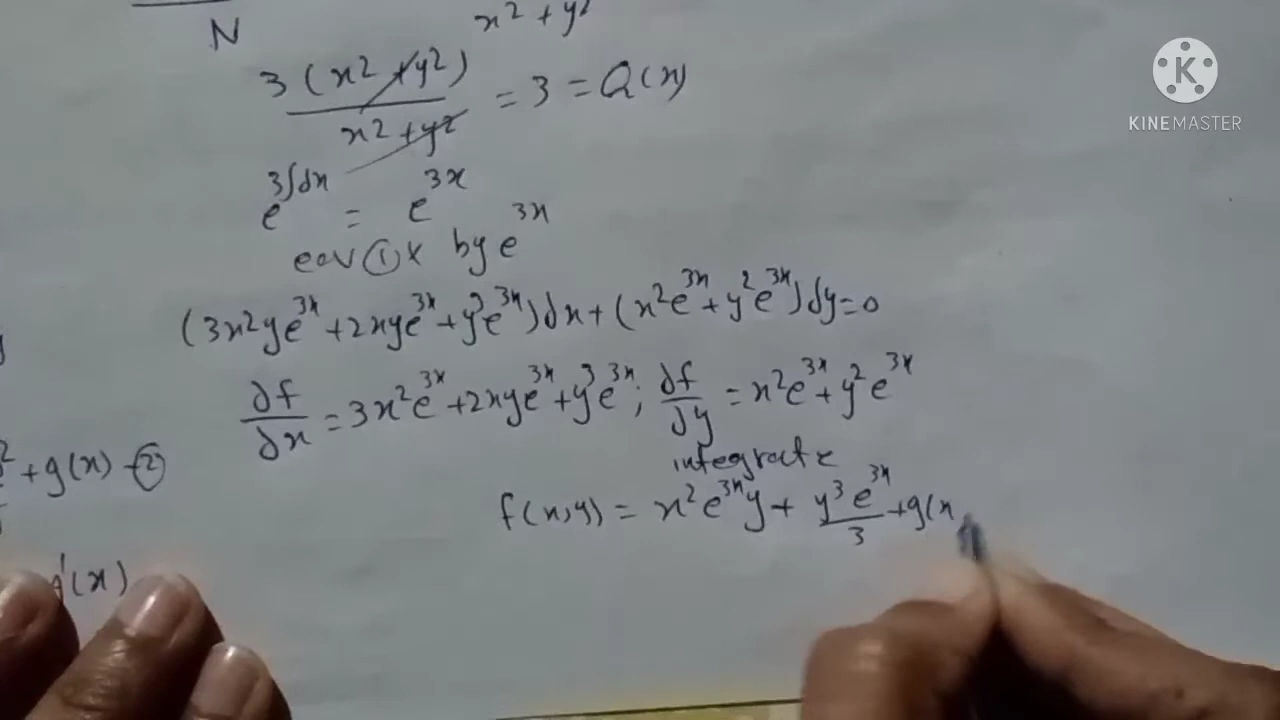 N
x² + y²
3 (x² + y²) / x² + y² = 3 = Q(x)
e^{3∫dx} = e^{3x}
eqv ① x by e^{3x}
(3x²ye^{3x} + 2xye^{3x} + y³e^{3x}) dx + (x²e^{3x} + y²e^{3x}) dy = 0
∂f/∂x = 3x²e^{3x} + 2xye^{3x} + y³e^{3x} ; ∂f/∂y = x²e^{3x} + y²e^{3x}
integrate
f(x,y) = x²e^{3x}y + y³e^{3x}/3 + g(x
+ g(x) - ②
g'(x)
KINEMASTER